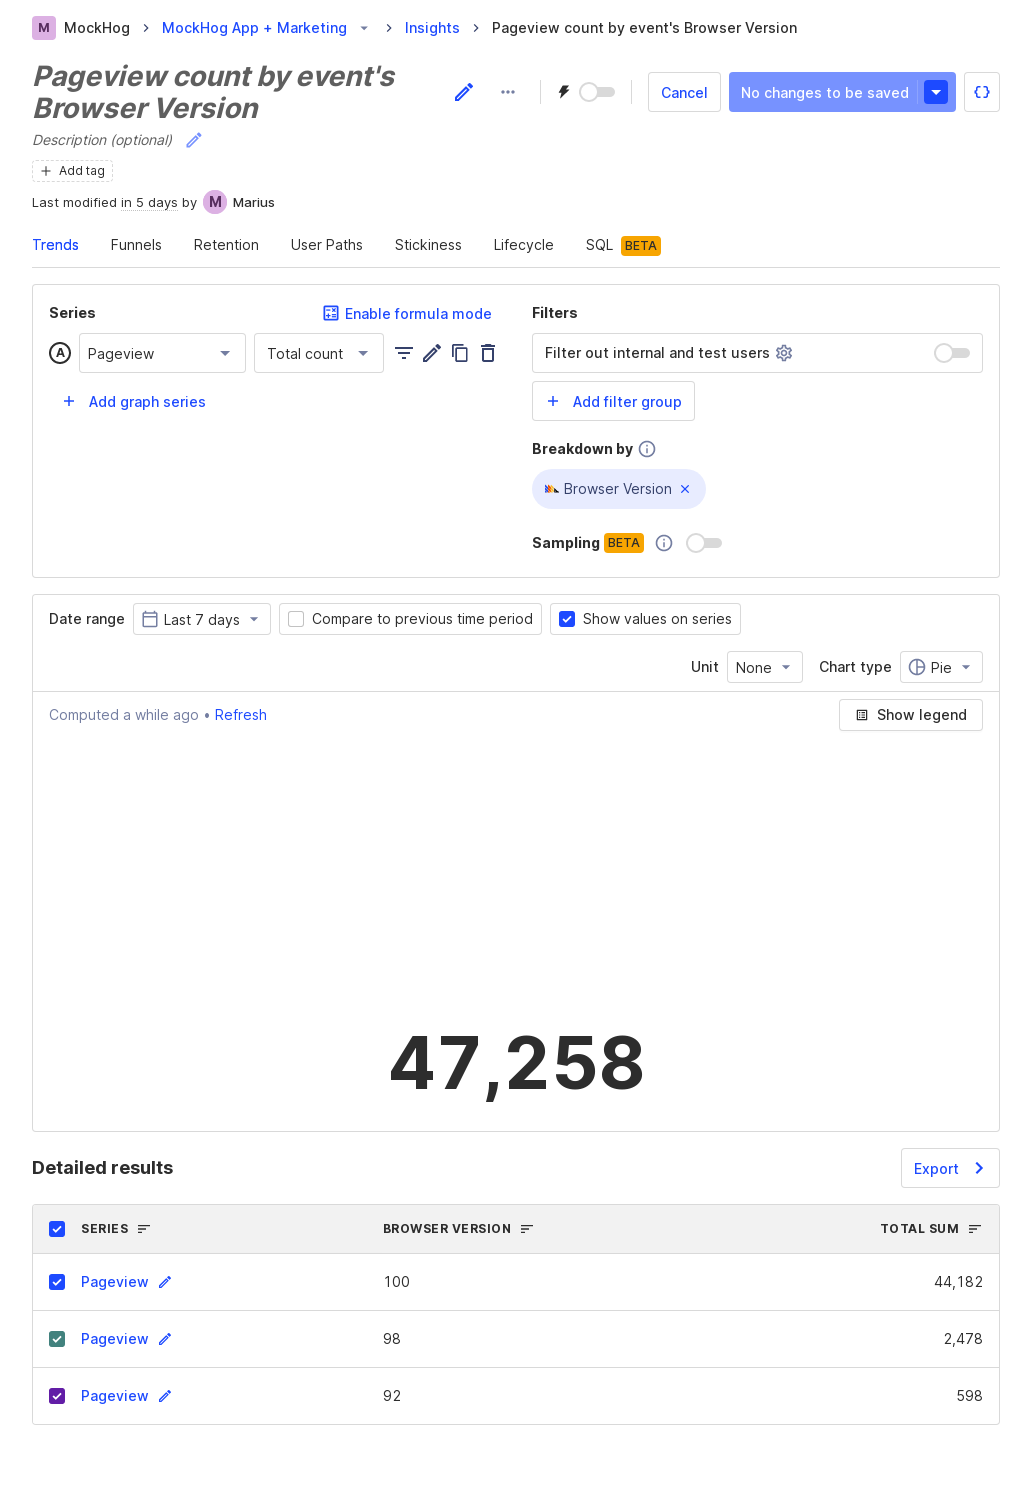 M MockHog > MockHog App + Marketing > Insights > Pageview count by event's Browser Version
Pageview count by event's
Browser Version
Cancel
No changes to be saved
Description (optional)
Add tag
Last modified in 5 days by M Marius
Trends Funnels Retention User Paths Stickiness Lifecycle SQL BETA
Series
Enable formula mode
A Pageview Total count
Add graph series
Filters
Filter out internal and test users
Add filter group
Breakdown by
Browser Version
Sampling BETA
Date range Last 7 days Compare to previous time period Show values on series
Unit None Chart type Pie
Computed a while ago • Refresh
Show legend
47,258
Detailed results
Export
SERIES BROWSER VERSION TOTAL SUM
Pageview 100 44,182
Pageview 98 2,478
Pageview 92 598